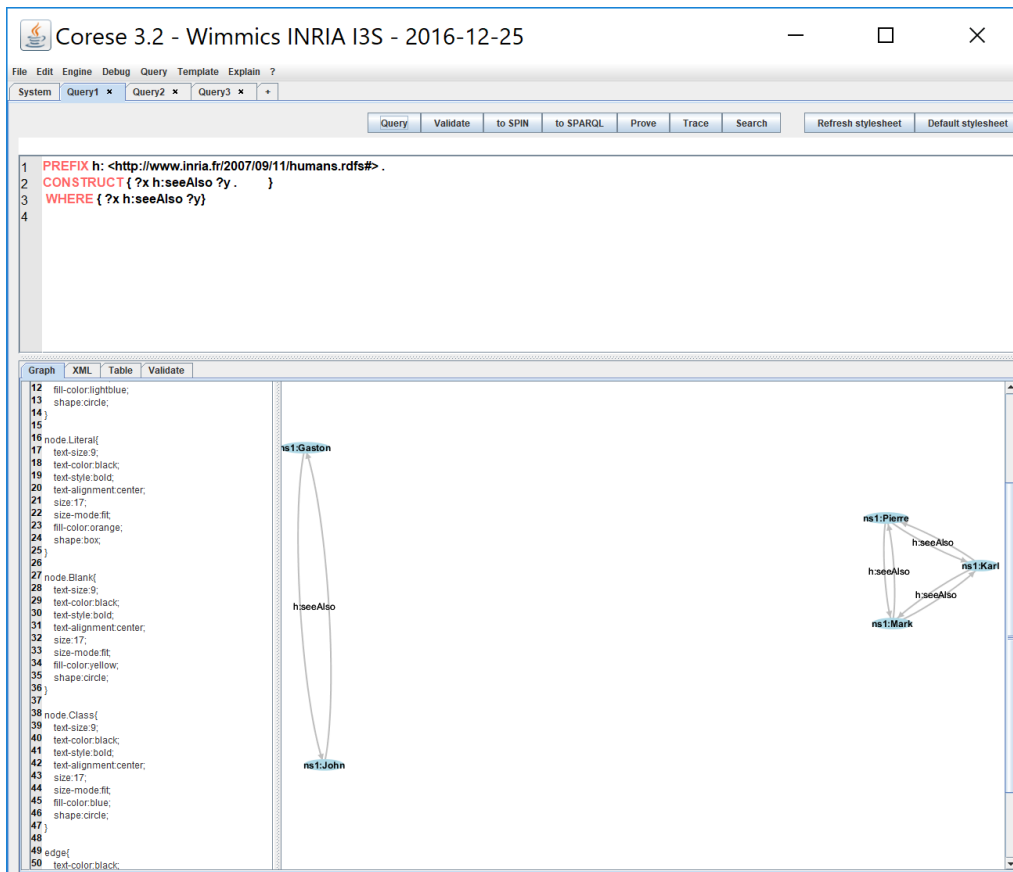 Corese 3.2 - Wimmics INRIA I3S - 2016-12-25
File Edit Engine Debug Query Template Explain ?
System Query1 × Query2 × Query3 × +
Query Validate to SPIN to SPARQL Prove Trace Search Refresh stylesheet Default stylesheet
1 PREFIX h: <http://www.inria.fr/2007/09/11/humans.rdfs#> .
2 CONSTRUCT { ?x h:seeAlso ?y . }
3 WHERE { ?x h:seeAlso ?y}
4
Graph XML Table Validate
12 fill-color:lightblue;
13 shape:circle;
14 }
15
16 node.Literal{
17 text-size:9;
18 text-color:black;
19 text-style:bold;
20 text-alignment:center;
21 size:17;
22 size-mode:fit;
23 fill-color:orange;
24 shape:box;
25 }
26
27 node.Blank{
28 text-size:9;
29 text-color:black;
30 text-style:bold;
31 text-alignment:center;
32 size:17;
33 size-mode:fit;
34 fill-color:yellow;
35 shape:circle;
36 }
37
38 node.Class{
39 text-size:9;
40 text-color:black;
41 text-style:bold;
42 text-alignment:center;
43 size:17;
44 size-mode:fit;
45 fill-color:blue;
46 shape:circle;
47 }
48
49 edge{
50 text-color:black;
ns1:Gaston
h:seeAlso
ns1:John
ns1:Pierre
h:seeAlso
ns1:Karl
h:seeAlso
h:seeAlso
ns1:Mark